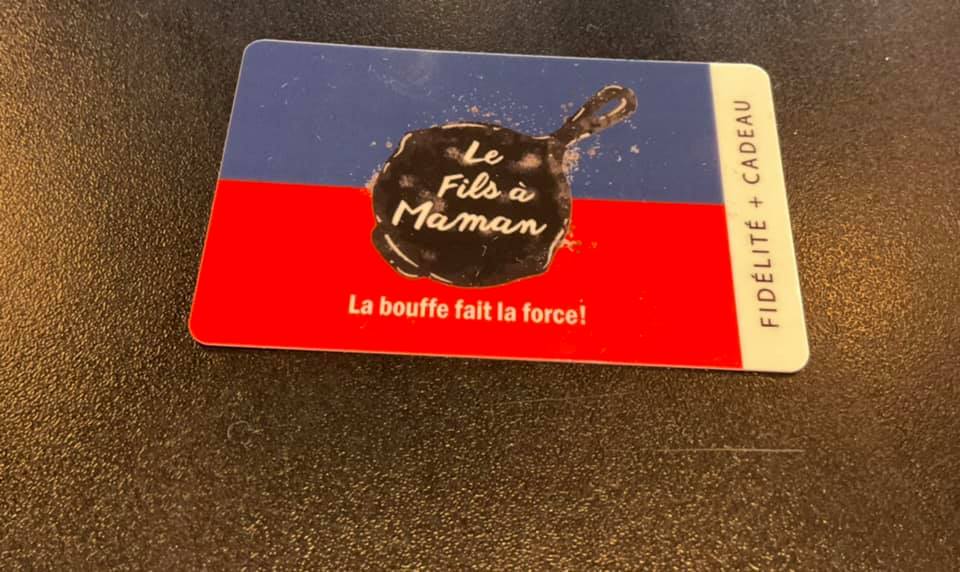 Le
Fils à
Maman
La bouffe fait la force!
FIDÉLITÉ + CADEAU